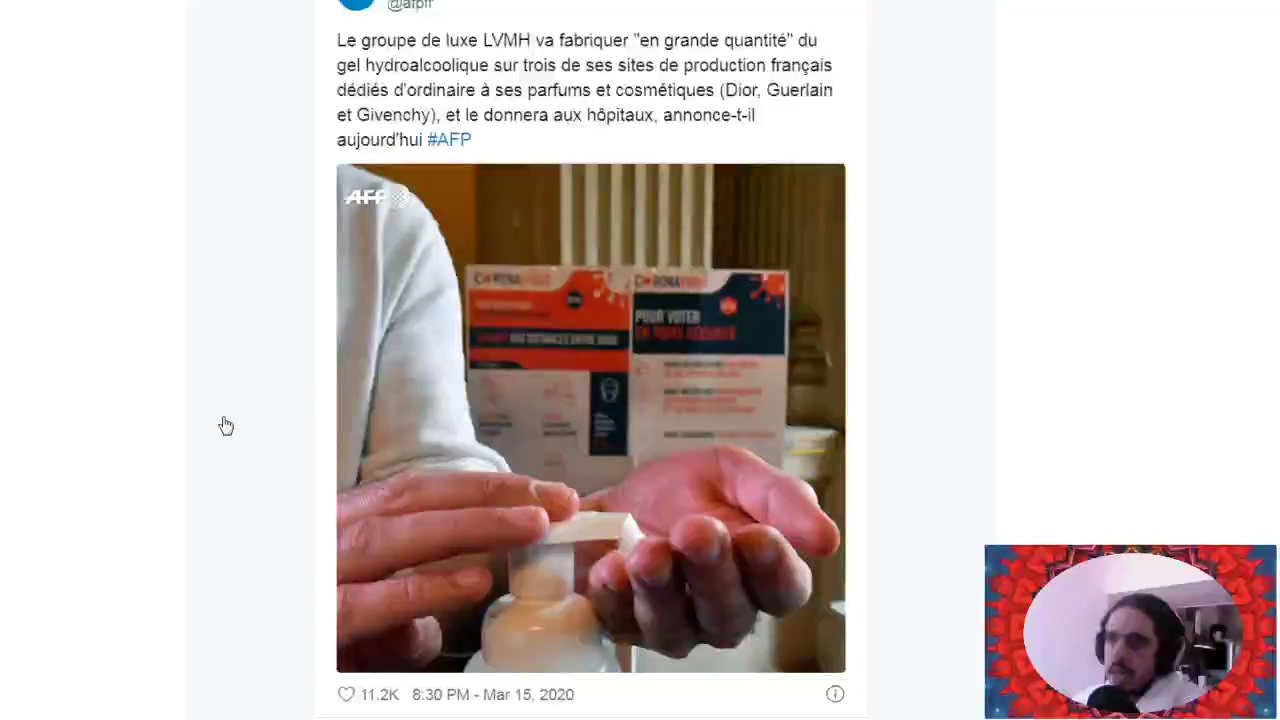 @afpfr
Le groupe de luxe LVMH va fabriquer "en grande quantité" du
gel hydroalcoolique sur trois de ses sites de production français
dédiés d'ordinaire à ses parfums et cosmétiques (Dior, Guerlain
et Givenchy), et le donnera aux hôpitaux, annonce-t-il
aujourd'hui #AFP
AFP
POUR VOTER
11.2K 8:30 PM - Mar 15, 2020